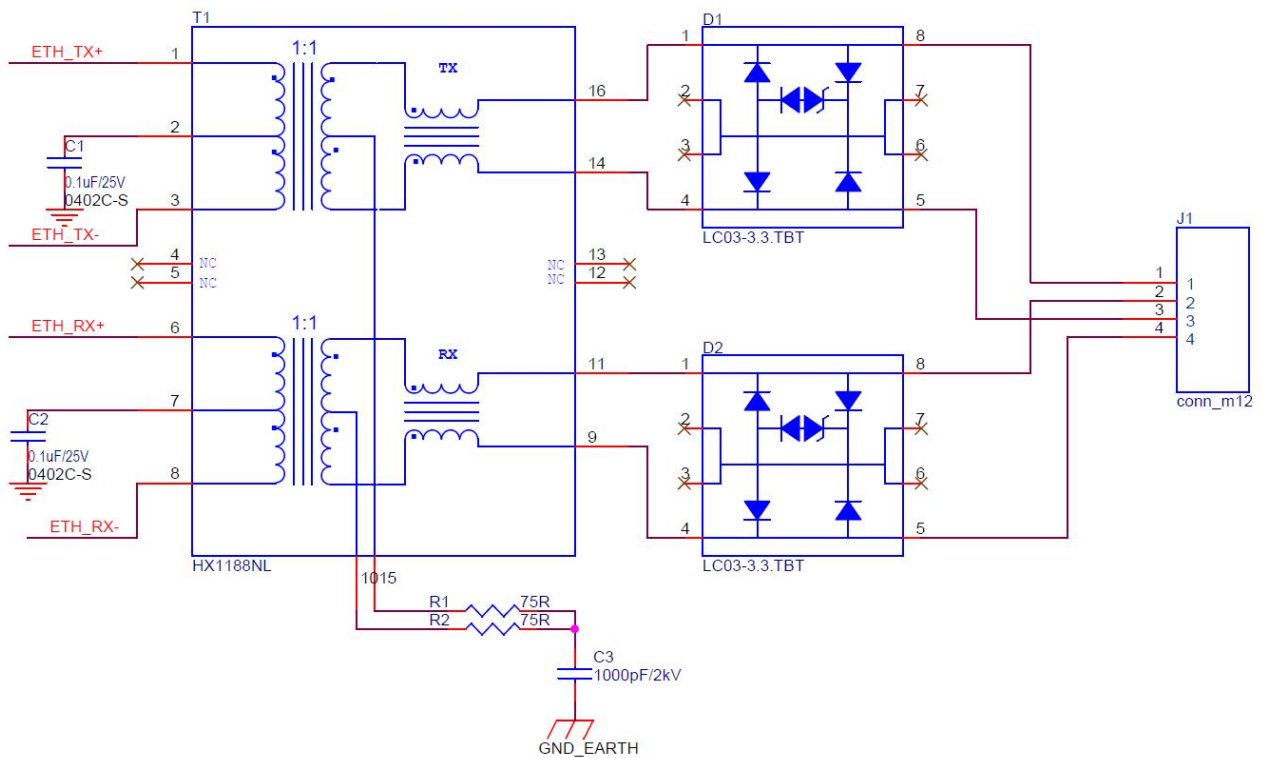 T1
D1
ETH_TX+
1
1:1
TX
16
1
8
2
7
2
C1
3
6
0.1uF/25V
0402C-S
14
3
4
5
ETH_TX-
LC03-3.3.TBT
J1
4
NC
NC
13
5
NC
NC
12
1
1
2
2
3
3
ETH_RX+
6
1:1
4
4
RX
D2
11
1
8
conn_m12
7
2
7
C2
0.1uF/25V
9
0402C-S
8
3
6
ETH_RX-
4
5
HX1188NL
LC03-3.3.TBT
1015
R1
75R
R2
75R
C3
1000pF/2kV
GND_EARTH